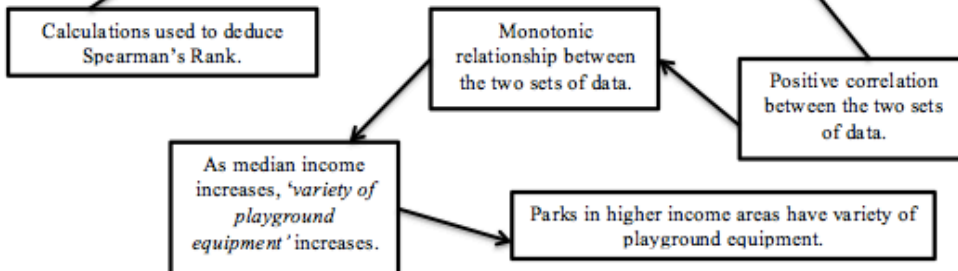 Calculations used to deduce
Spearman's Rank.
Monotonic
relationship between
the two sets of data.
Positive correlation
between the two sets
of data.
As median income
increases, ‘variety of
playground
equipment’ increases.
Parks in higher income areas have variety of
playground equipment.